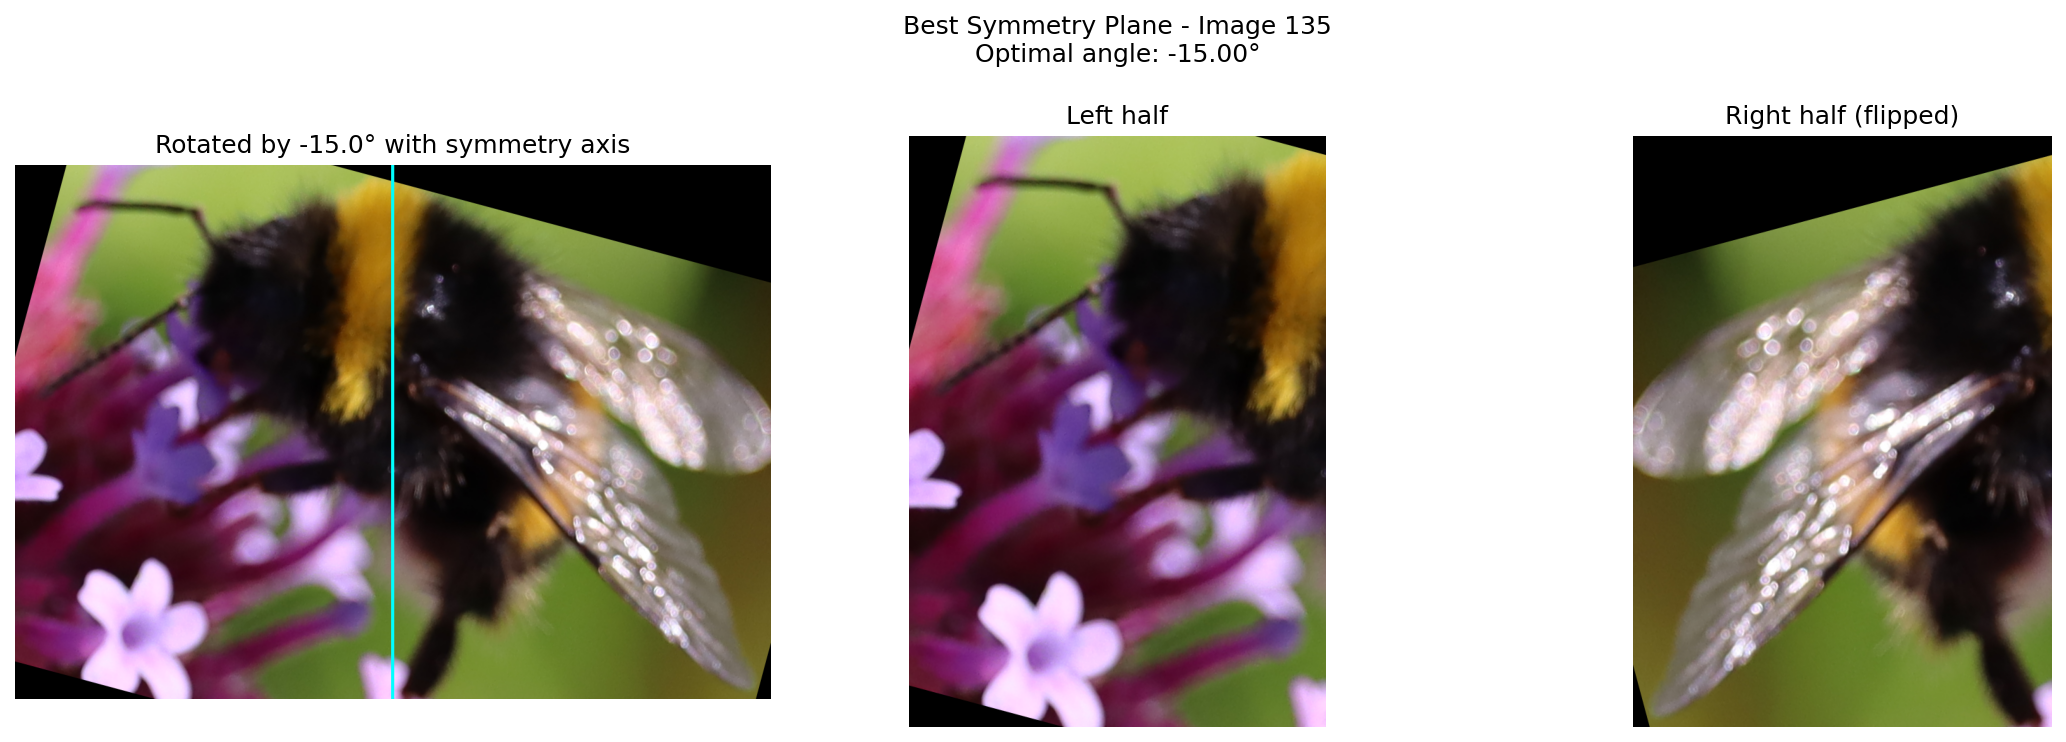 Best Symmetry Plane - Image 135
Optimal angle: -15.00°
Rotated by -15.0° with symmetry axis
Left half
Right half (flipped)